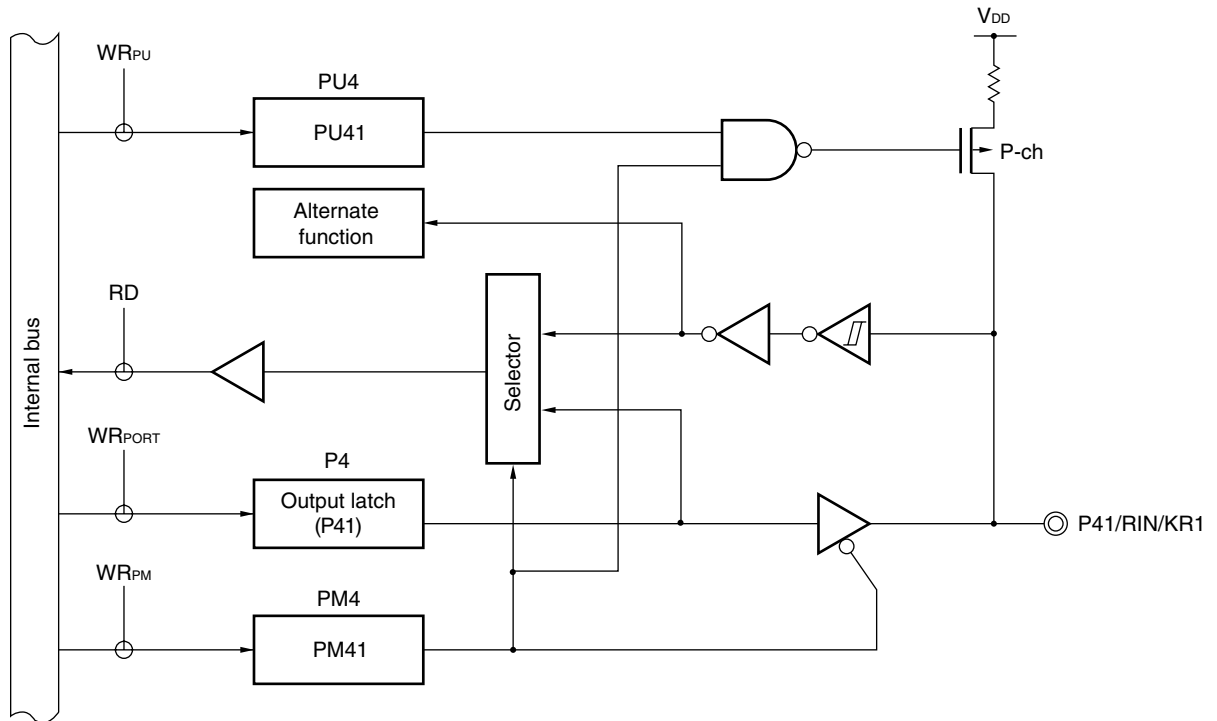 VDD
WRPU
PU4
PU41
P-ch
Alternate
function
RD
Selector
Internal bus
WRPORT
P4
Output latch
(P41)
P41/RIN/KR1
WRPM
PM4
PM41